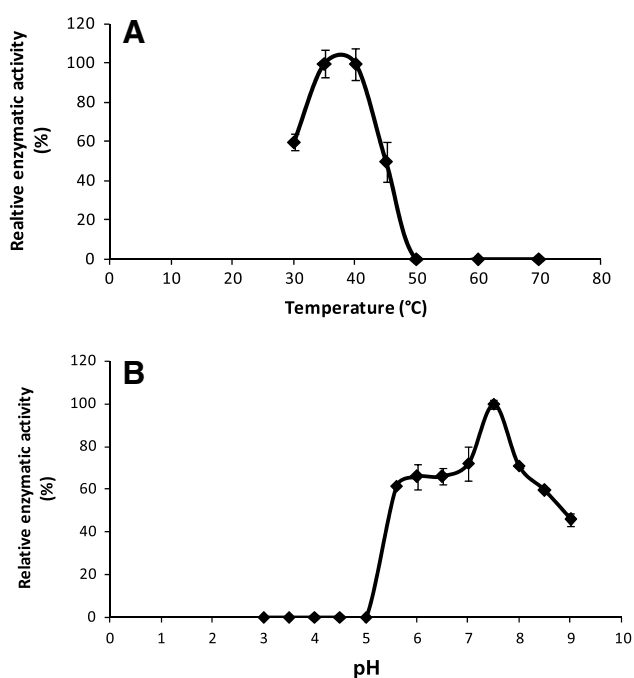 A
120
100
80
60
40
20
0
0 10 20 30 40 50 60 70 80
Realtive enzymatic activity
(%)
Temperature (°C)
B
120
100
80
60
40
20
0
0 1 2 3 4 5 6 7 8 9 10
Relative enzymatic activity
(%)
pH